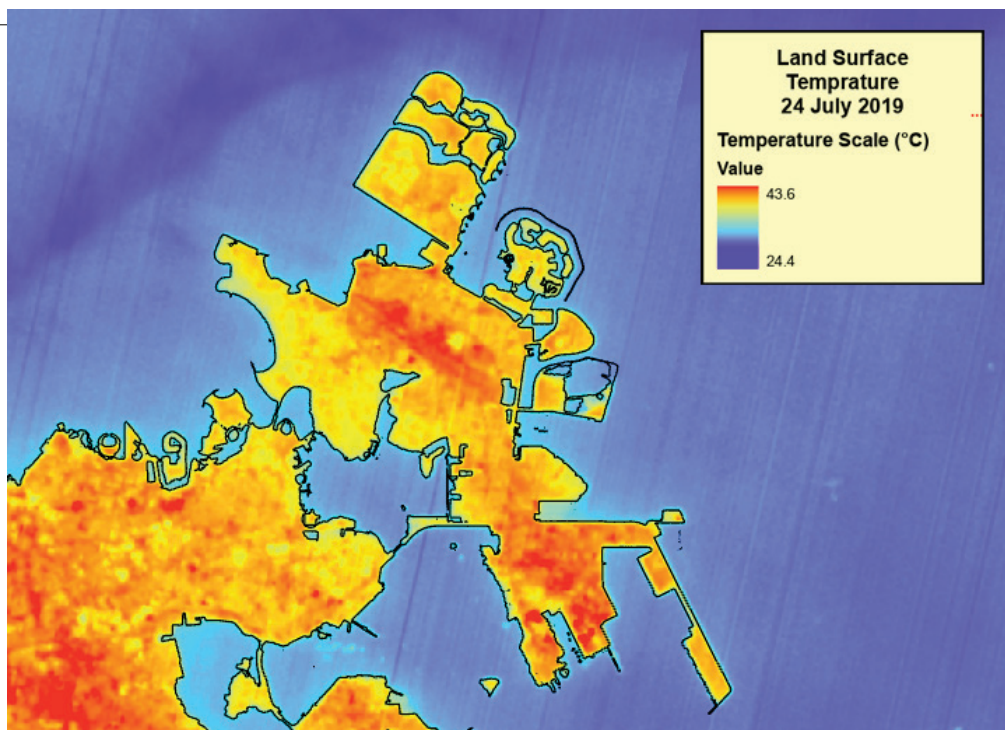 Land Surface
Temprature
24 July 2019
Temperature Scale (°C)
Value
43.6
24.4